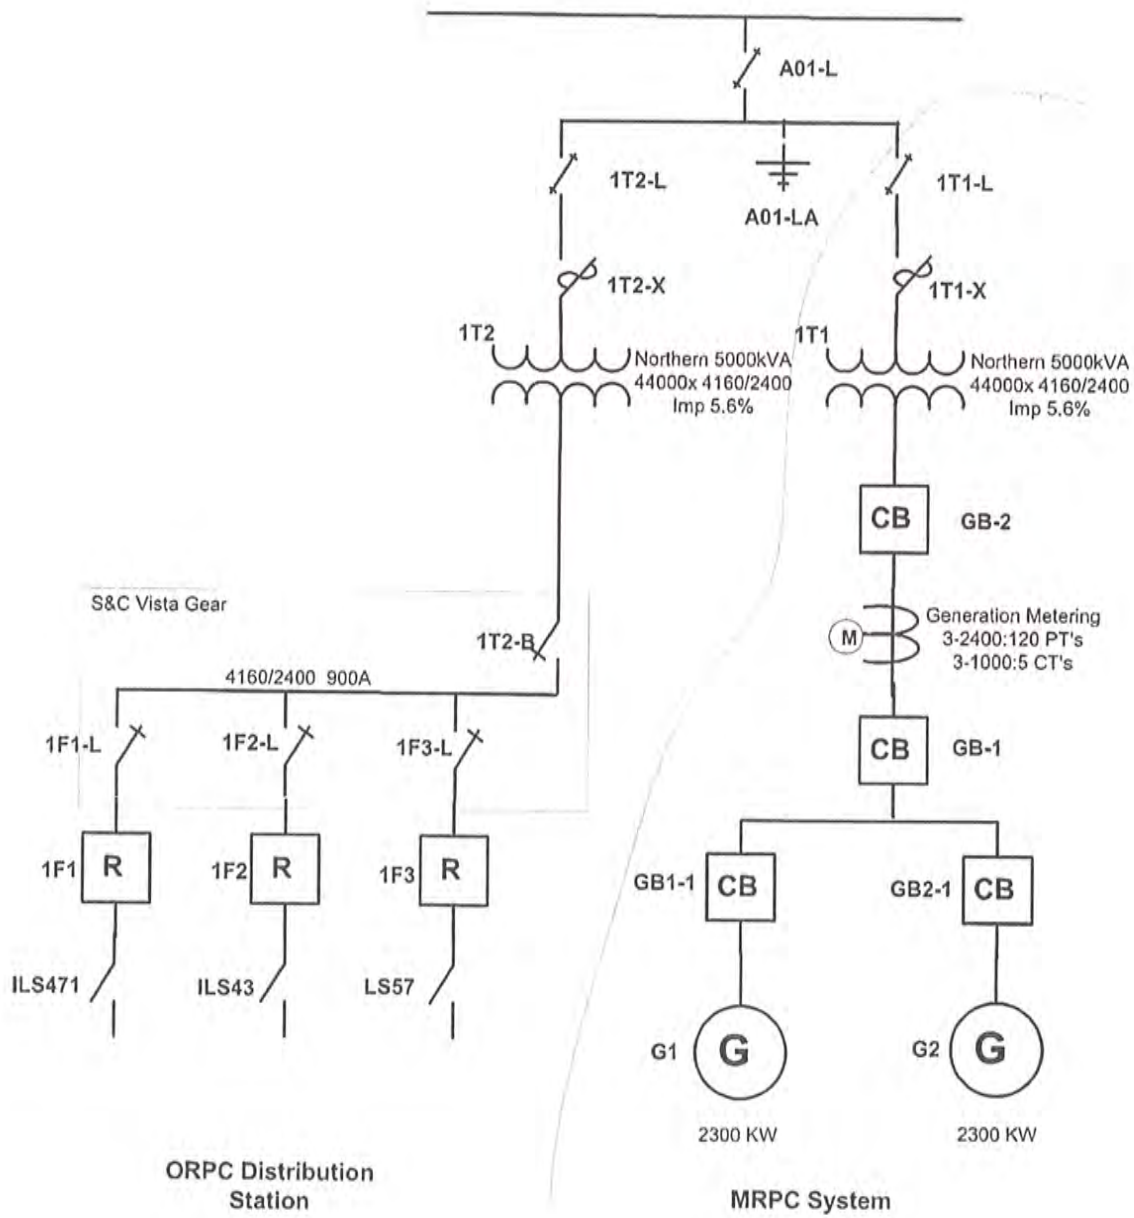 A01-L
1T2-L
A01-LA
1T1-L
1T2-X
1T1-X
1T2
Northern 5000kVA
44000x 4160/2400
Imp 5.6%
1T1
Northern 5000kVA
44000x 4160/2400
Imp 5.6%
CB
GB-2
S&C Vista Gear
1T2-B
M
Generation Metering
3-2400:120 PT's
3-1000:5 CT's
4160/2400 900A
1F1-L
1F2-L
1F3-L
CB
GB-1
1F1
R
1F2
R
1F3
R
GB1-1
CB
GB2-1
CB
ILS471
ILS43
LS57
G1
G
G2
G
2300 KW
2300 KW
ORPC Distribution
Station
MRPC System